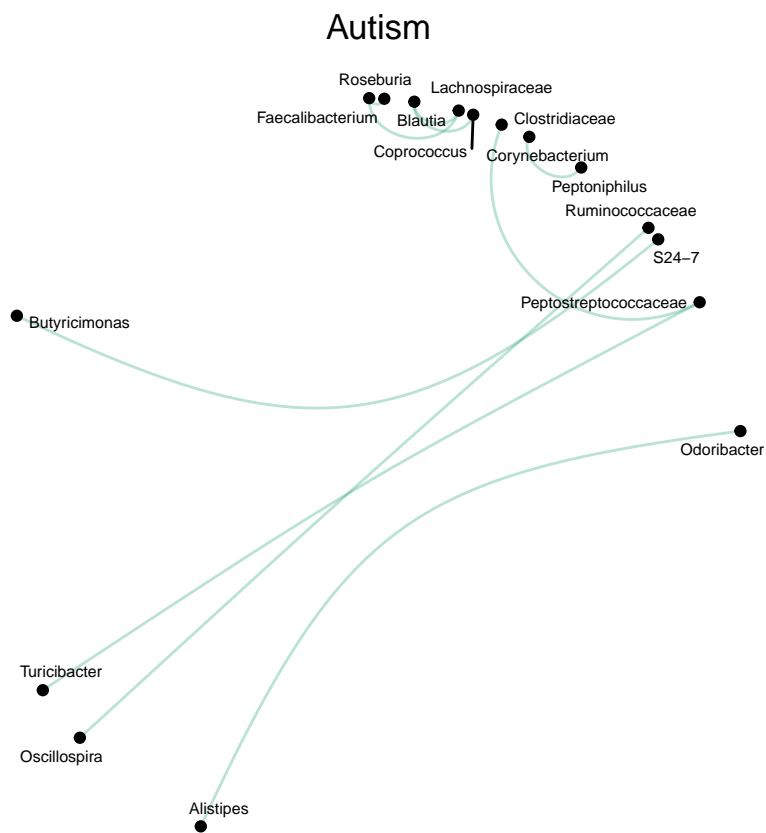 Autism
Roseburia
Lachnospiraceae
Faecalibacterium
Blautia
Clostridiaceae
Coprococcus
Corynebacterium
Peptoniphilus
Ruminococcaceae
S24–7
Peptostreptococcaceae
Butyricimonas
Odoribacter
Turicibacter
Oscillospira
Alistipes